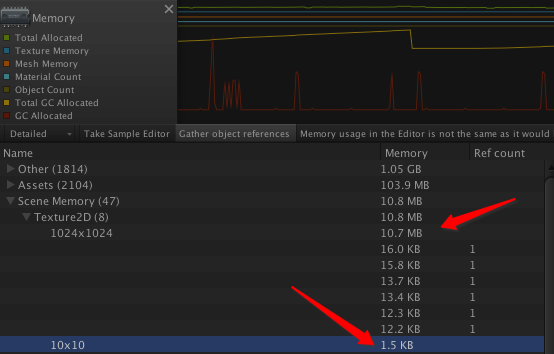 Memory
Total Allocated
Texture Memory
Mesh Memory
Material Count
Object Count
Total GC Allocated
GC Allocated
Detailed Take Sample Editor Gather object references Memory usage in the Editor is not the same as it would
Name Memory Ref count
Other (1814) 1.05 GB
Assets (2104) 103.9 MB
Scene Memory (47) 10.8 MB
Texture2D (8) 10.8 MB
1024x1024 10.7 MB
16.0 KB 1
15.8 KB 1
13.7 KB 1
13.4 KB 1
12.3 KB 1
12.2 KB 1
10x10 1.5 KB